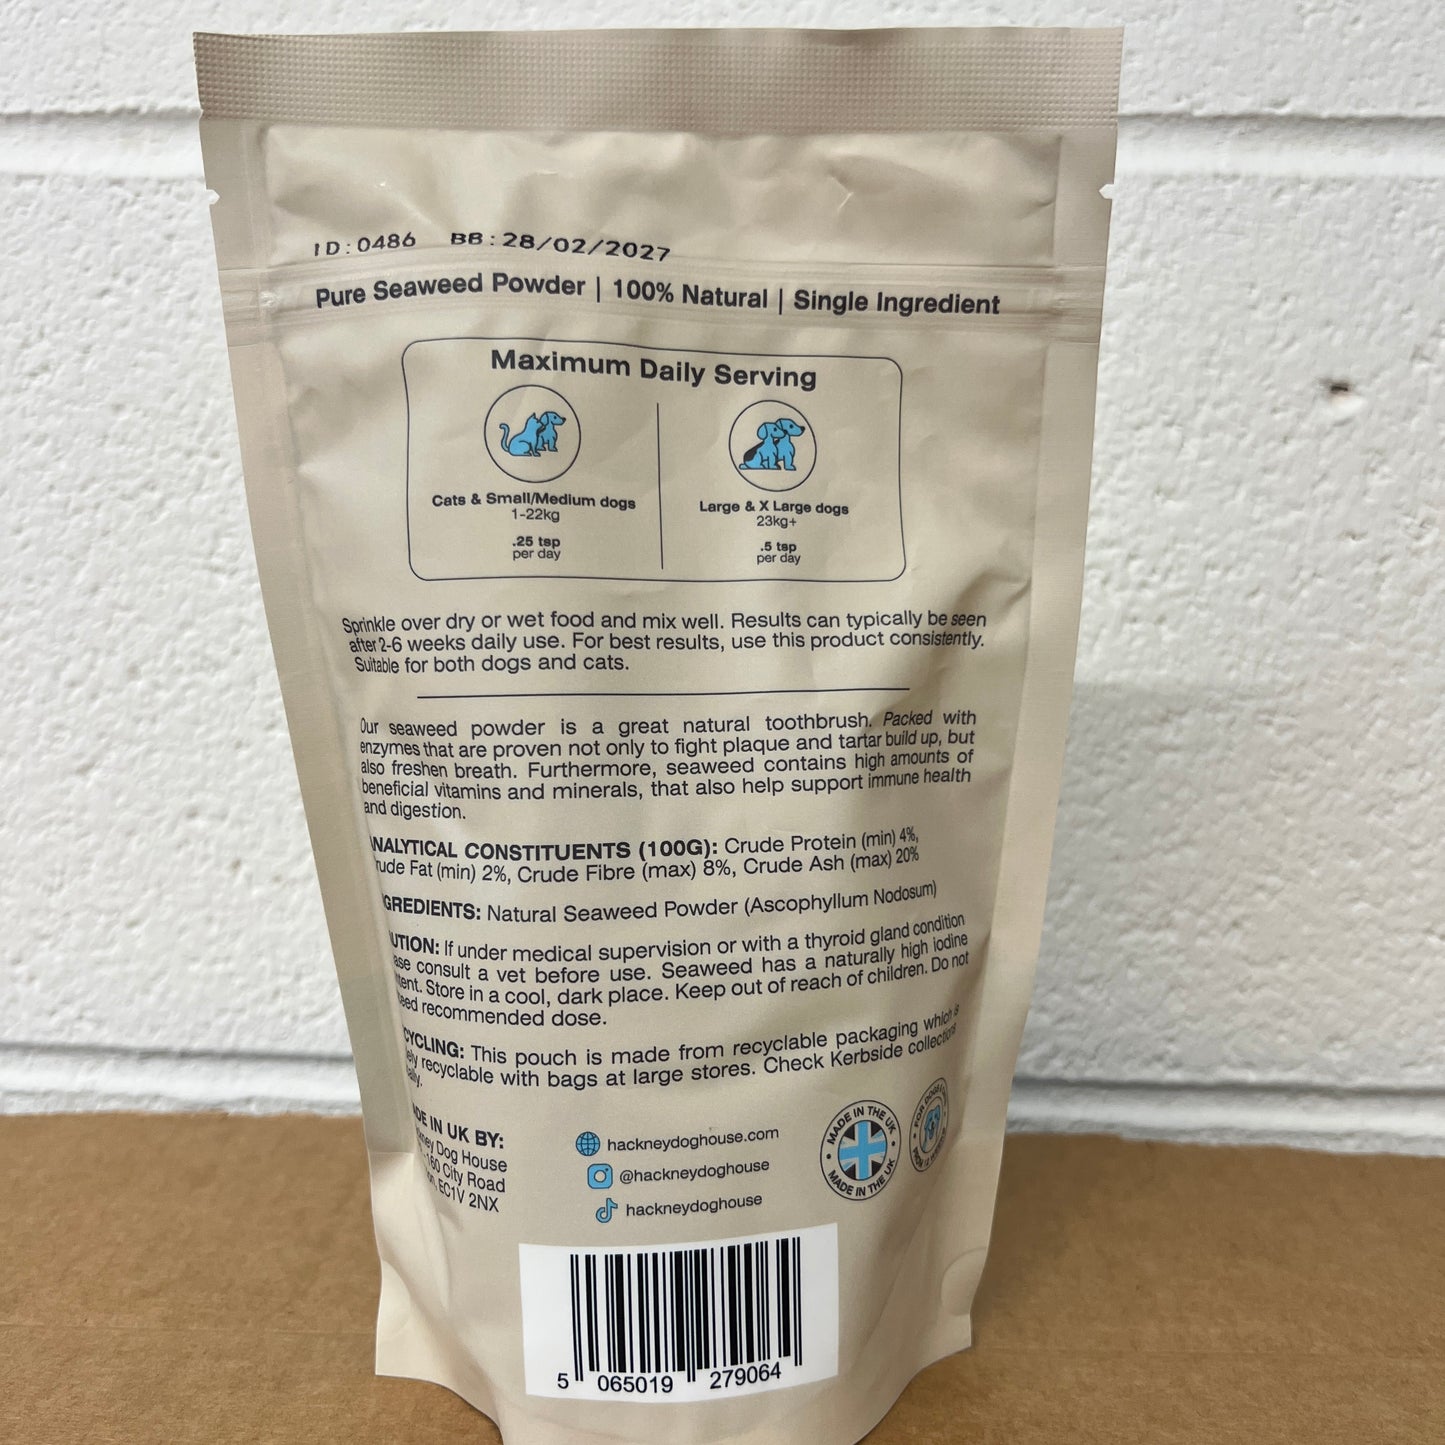 ID:0486 BB:28/02/2027
Pure Seaweed Powder | 100% Natural | Single Ingredient
Maximum Daily Serving
Cats & Small/Medium dogs
1-22kg
.25 tsp
per day
Large & X Large dogs
23kg+
.5 tsp
per day
Sprinkle over dry or wet food and mix well. Results can typically be seen
after 2-6 weeks daily use. For best results, use this product consistently.
Suitable for both dogs and cats.
Our seaweed powder is a great natural toothbrush. Packed with
enzymes that are proven not only to fight plaque and tartar build up, but
also freshen breath. Furthermore, seaweed contains high amounts of
beneficial vitamins and minerals, that also help support immune health
and digestion.
NALYTICAL CONSTITUENTS (100G): Crude Protein (min) 4%,
rude Fat (min) 2%, Crude Fibre (max) 8%, Crude Ash (max) 20%
GREDIENTS: Natural Seaweed Powder (Ascophyllum Nodosum)
UTION: If under medical supervision or with a thyroid gland condition
ase consult a vet before use. Seaweed has a naturally high iodine
tent. Store in a cool, dark place. Keep out of reach of children. Do not
eed recommended dose.
CYCLING: This pouch is made from recyclable packaging which is
ely recyclable with bags at large stores. Check Kerbside collections
ally.
DE IN UK BY:
kney Dog House
-160 City Road
on, EC1V 2NX
hackneydoghouse.com
@hackneydoghouse
hackneydoghouse
MADE IN THE UK
MADE IN THE UK
FOR DOGS
5 065019 279064